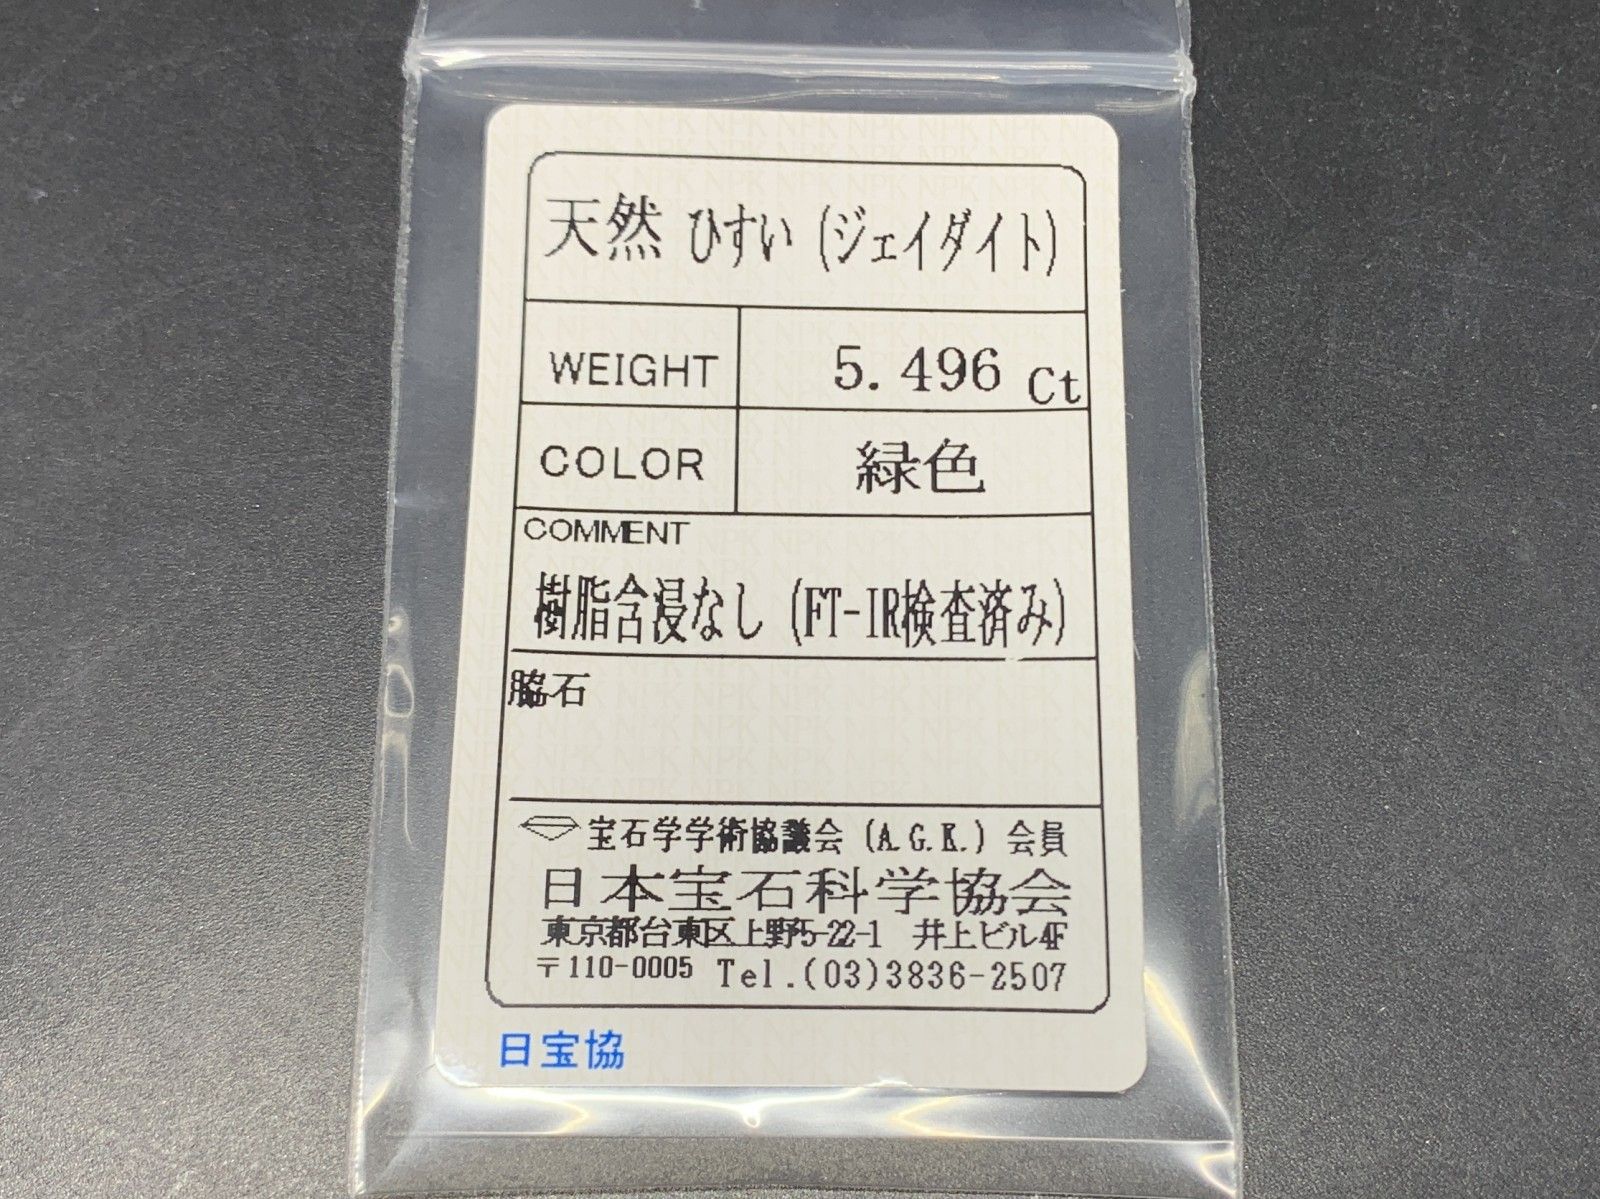 天然 ひすい (ジェイダイト)
WEIGHT 5.496 Ct
COLOR 緑色
COMMENT
樹脂含浸なし (FT-IR検査済み)
脇石
宝石学学術協議会 (A.G.K.) 会員
日本宝石科学協会
東京都台東区上野5-22-1 井上ビル4F
〒110-0005 Tel.(03)3836-2507
日宝協